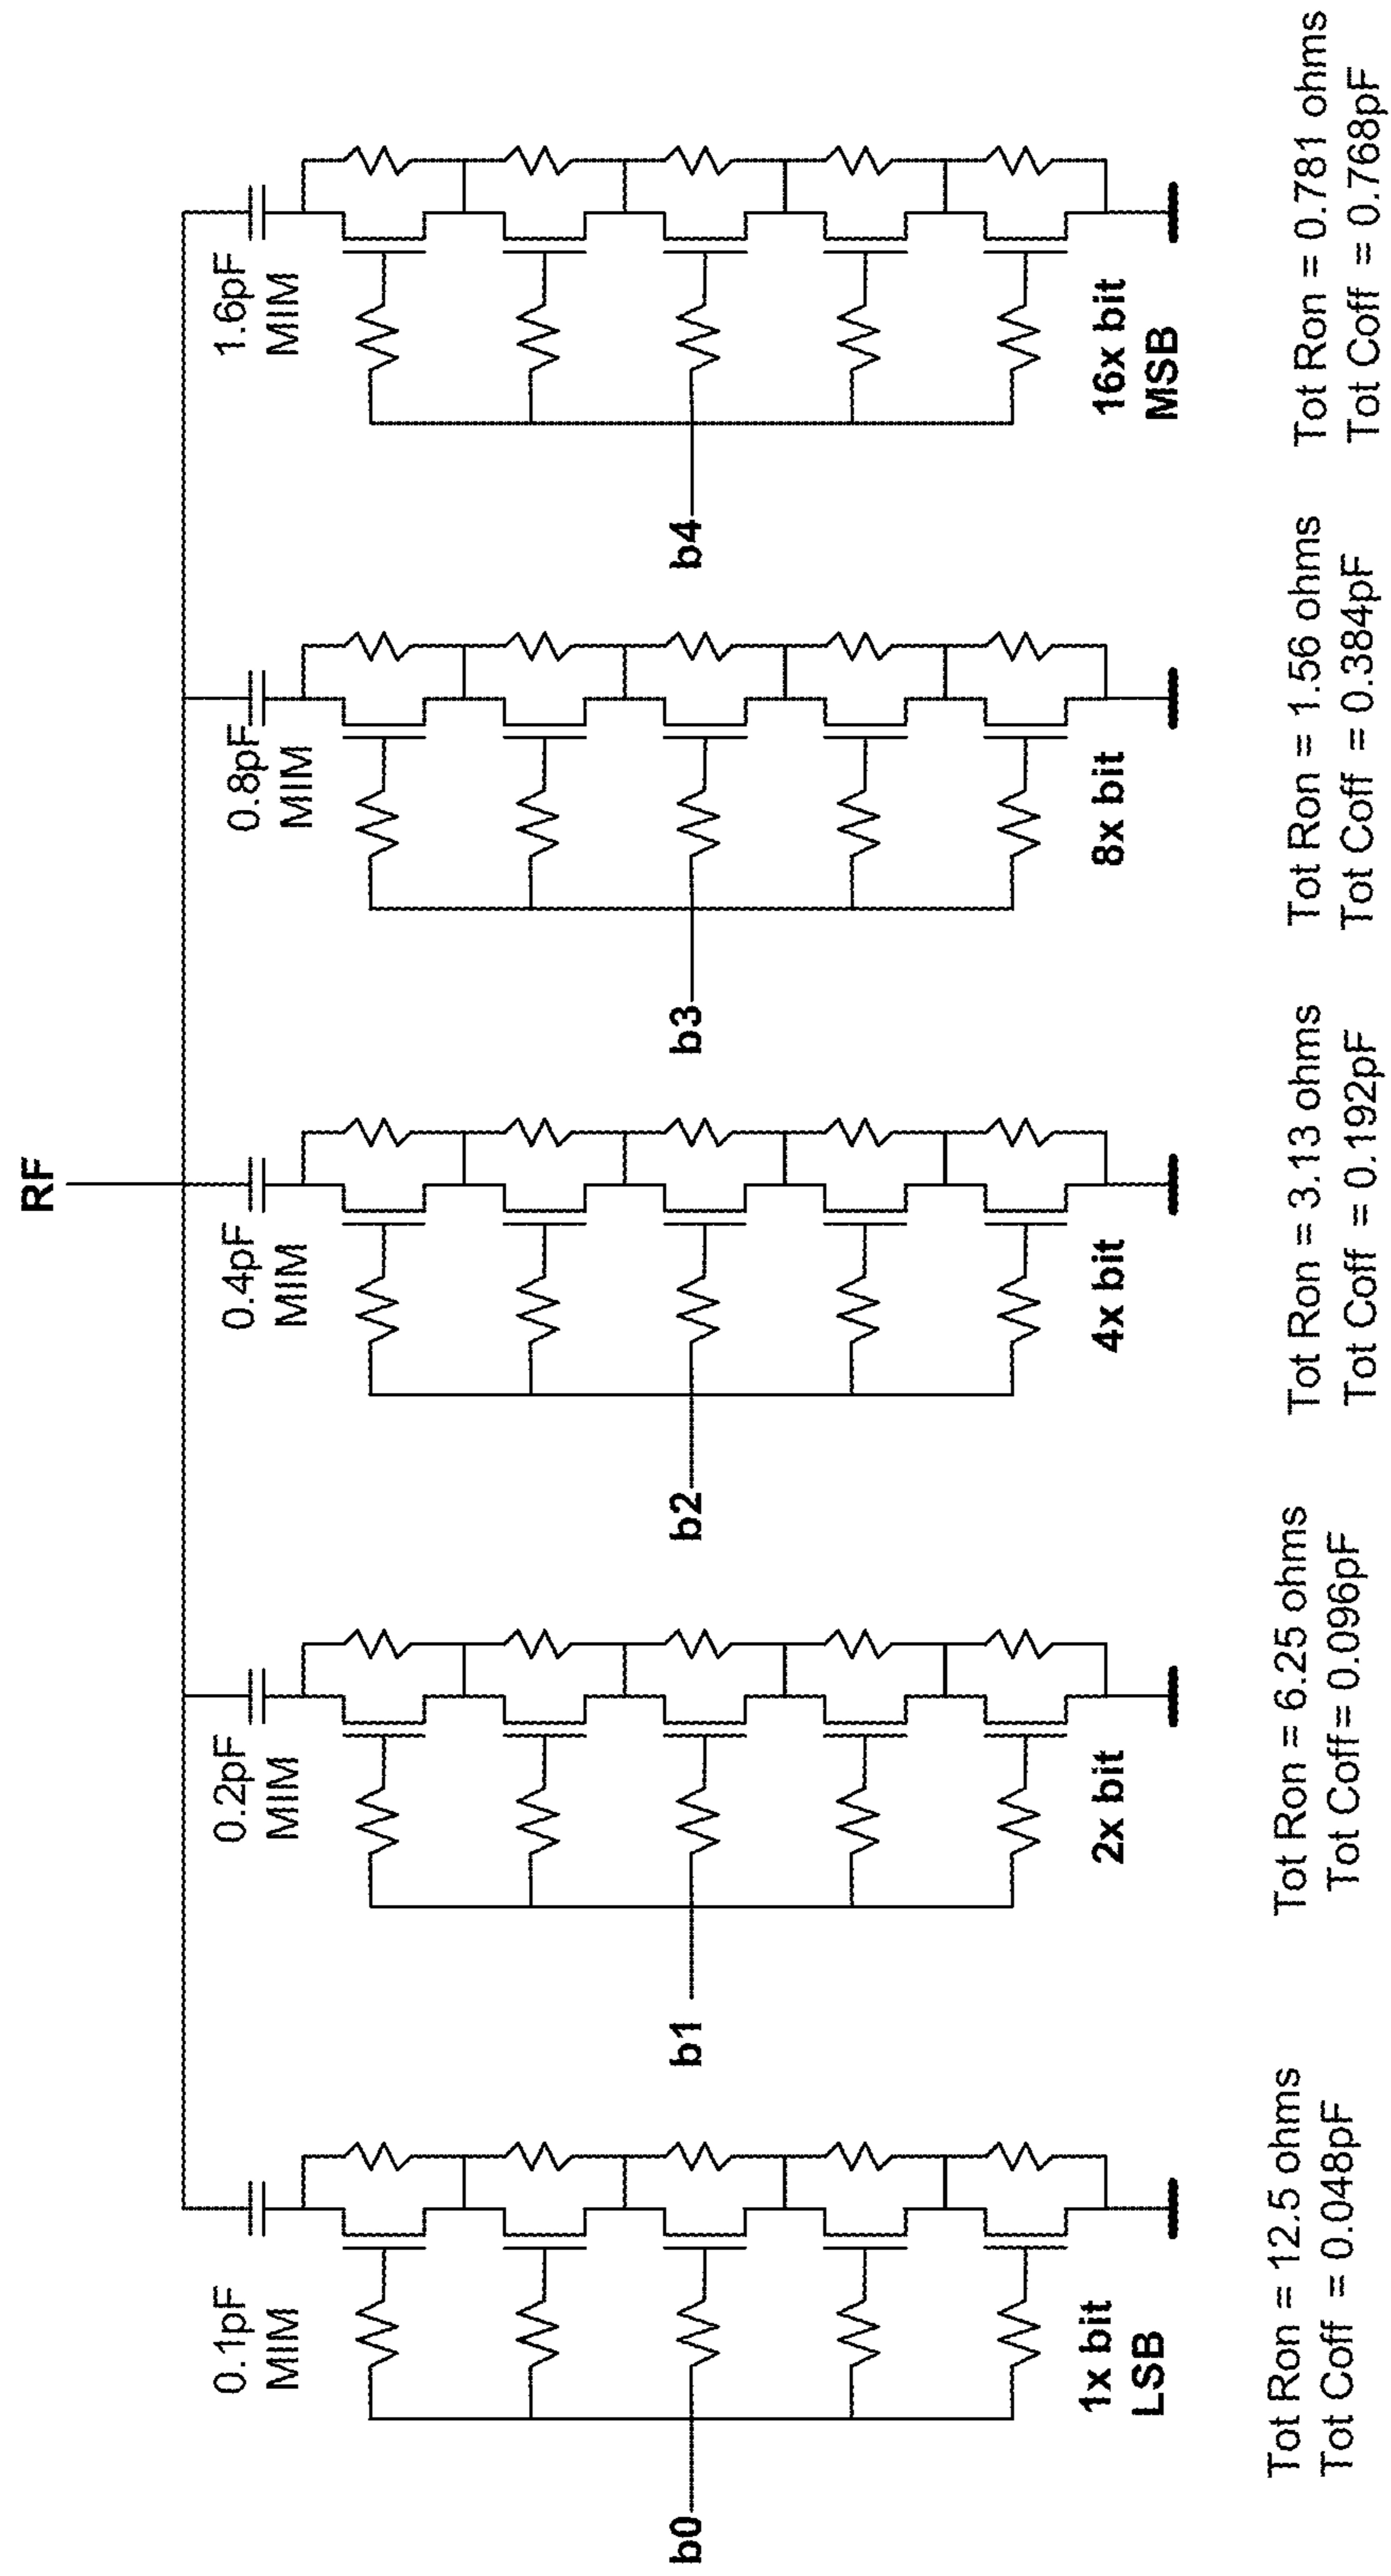 RF
0.1pF
MIM
0.2pF
MIM
0.4pF
MIM
0.8pF
MIM
1.6pF
MIM
b0
b1
b2
b3
b4
1x bit
LSB
2x bit
4x bit
8x bit
16x bit
MSB
Tot Ron = 12.5 ohms
Tot Coff = 0.048pF
Tot Ron = 6.25 ohms
Tot Coff= 0.096pF
Tot Ron = 3.13 ohms
Tot Coff = 0.192pF
Tot Ron = 1.56 ohms
Tot Coff = 0.384pF
Tot Ron = 0.781 ohms
Tot Coff = 0.768pF